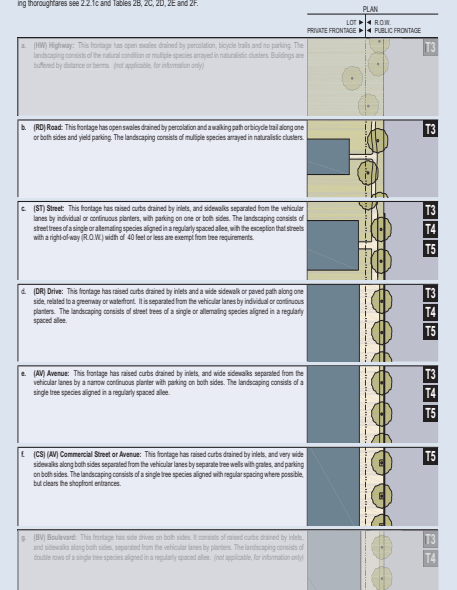 ing thoroughfares see 2.2.1c and Tables 2B, 2C, 2D, 2E and 2F.
PLAN
LOT ► ◄ R.O.W.
PRIVATE FRONTAGE ► ◄ PUBLIC FRONTAGE
a. (HW) Highway: This frontage has open swales drained by percolation, bicycle trails and no parking. The
landscaping consists of the natural condition or multiple species arrayed in naturalistic clusters. Buildings are
buffered by distance or berms. (not applicable, for information only)
T3
b. (RD) Road: This frontage has open swales drained by percolation and a walking path or bicycle trail along one
or both sides and yield parking. The landscaping consists of multiple species arrayed in naturalistic clusters.
T3
c. (ST) Street: This frontage has raised curbs drained by inlets, and sidewalks separated from the vehicular
lanes by individual or continuous planters, with parking on one or both sides. The landscaping consists of
street trees of a single or alternating species aligned in a regularly spaced allee, with the exception that streets
with a right-of-way (R.O.W.) width of 40 feet or less are exempt from tree requirements.
T3
T4
T5
d. (DR) Drive: This frontage has raised curbs drained by inlets and a wide sidewalk or paved path along one
side, related to a greenway or waterfront. It is separated from the vehicular lanes by individual or continuous
planters. The landscaping consists of street trees of a single or alternating species aligned in a regularly
spaced allee.
T3
T4
T5
e. (AV) Avenue: This frontage has raised curbs drained by inlets, and wide sidewalks separated from the
vehicular lanes by a narrow continuous planter with parking on both sides. The landscaping consists of a
single tree species aligned in a regularly spaced allee.
T3
T4
T5
f. (CS) (AV) Commercial Street or Avenue: This frontage has raised curbs drained by inlets, and very wide
sidewalks along both sides separated from the vehicular lanes by separate tree wells with grates, and parking
on both sides. The landscaping consists of a single tree species aligned with regular spacing where possible,
but clears the shopfront entrances.
T5
g. (BV) Boulevard: This frontage has side drives on both sides. It consists of raised curbs drained by inlets,
and sidewalks along both sides, separated from the vehicular lanes by planters. The landscaping consists of
double rows of a single tree species aligned in a regularly spaced allee. (not applicable, for information only)
T3
T4